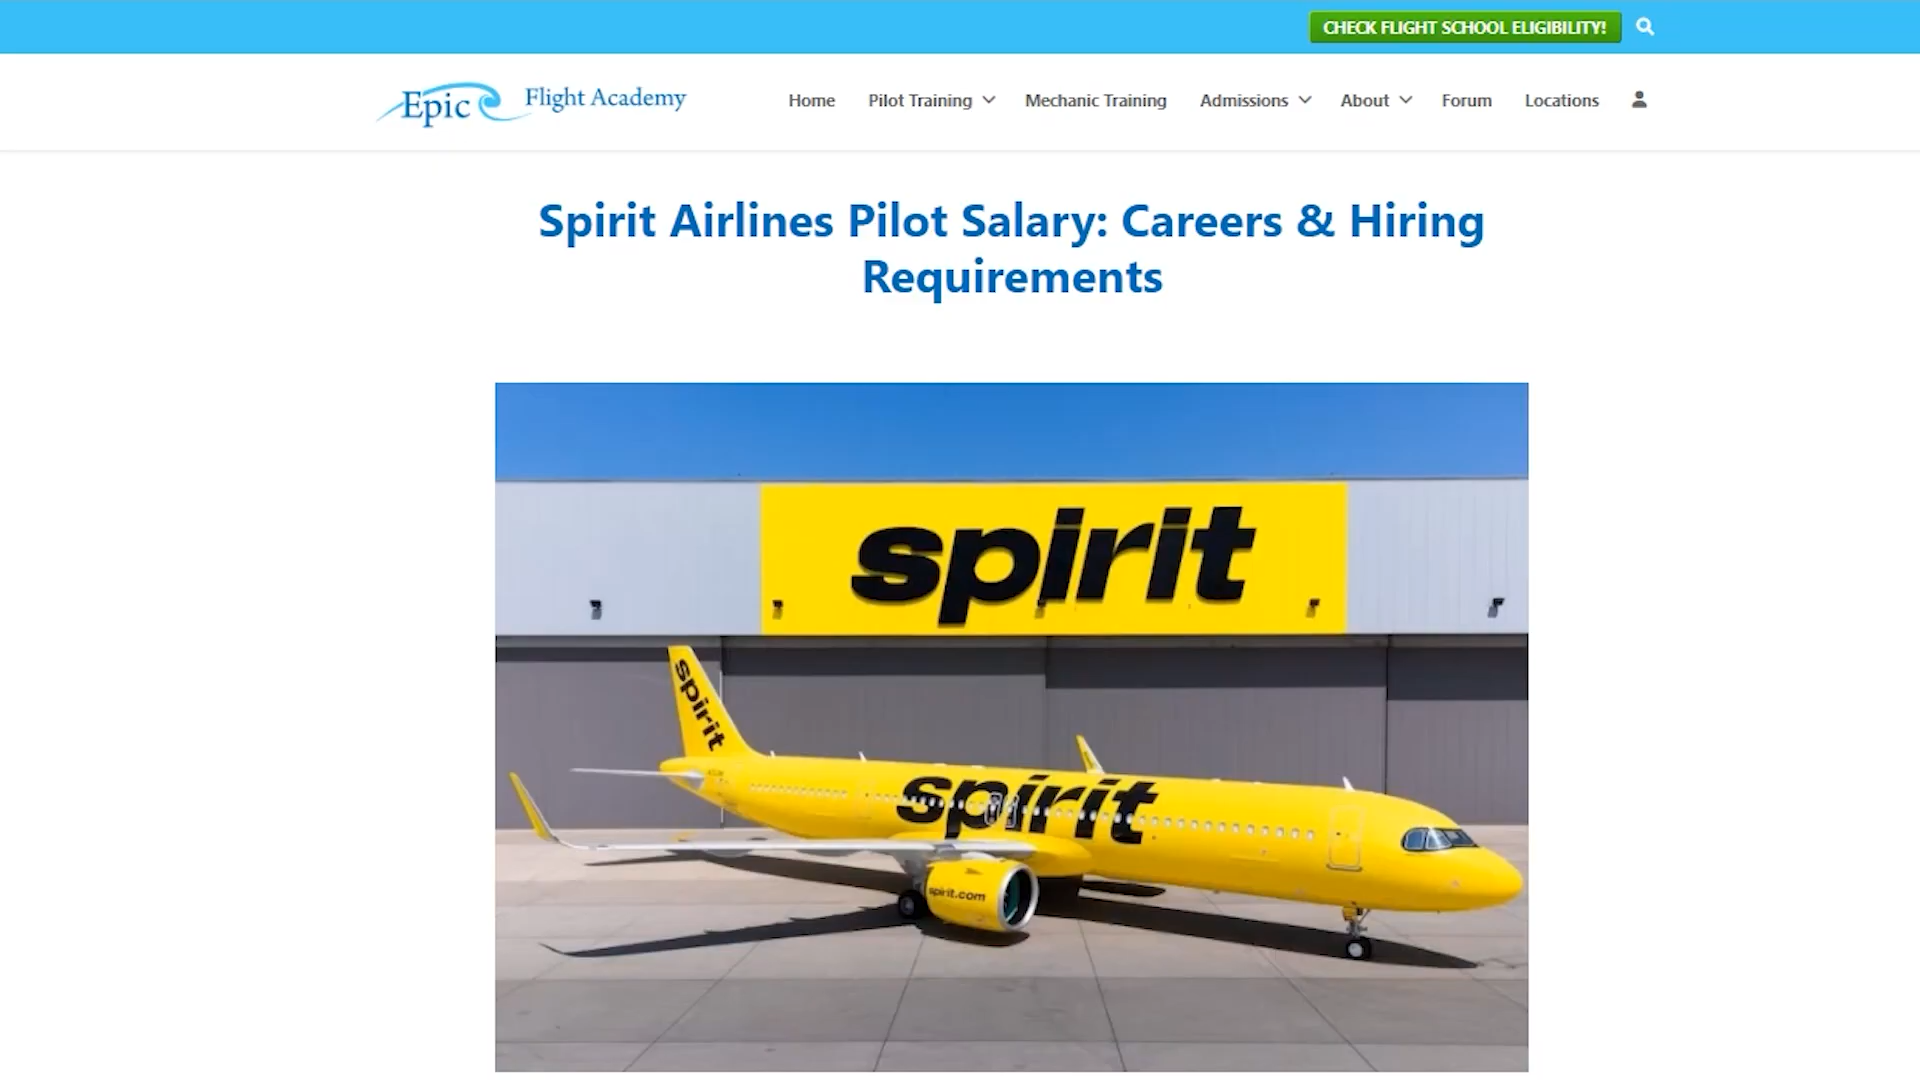 CHECK FLIGHT SCHOOL ELIGIBILITY!
Epic Flight Academy
Home Pilot Training Mechanic Training Admissions About Forum Locations
Spirit Airlines Pilot Salary: Careers & Hiring
Requirements
spirit
spirit
spirit
spirit.com